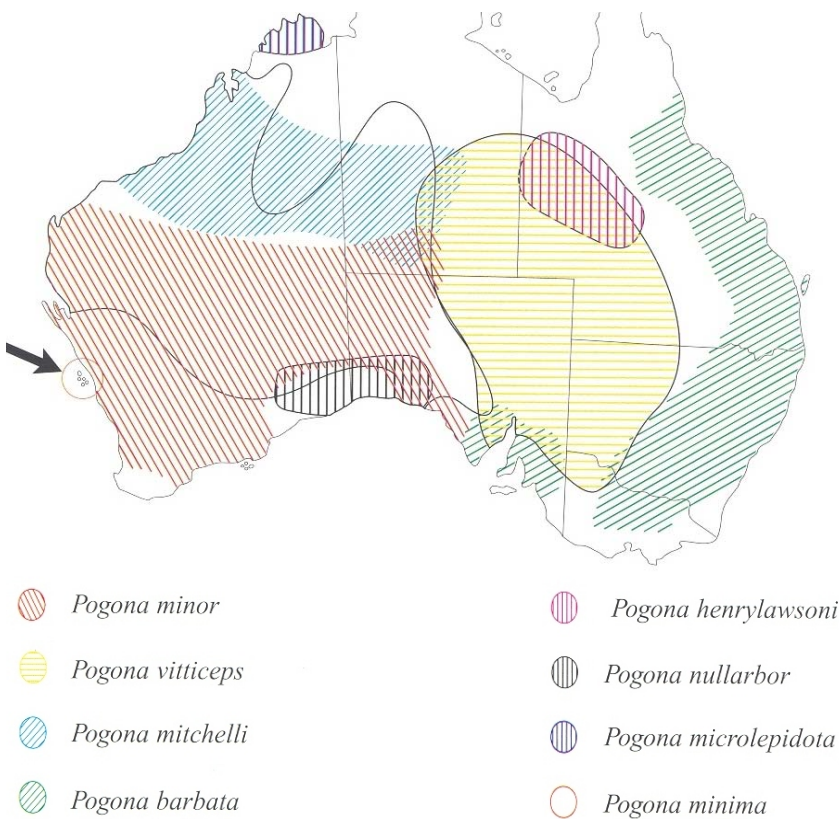 Pogona minor
Pogona vitticeps
Pogona mitchelli
Pogona barbata
Pogona henrylawsoni
Pogona nullarbor
Pogona microlepidota
Pogona minima